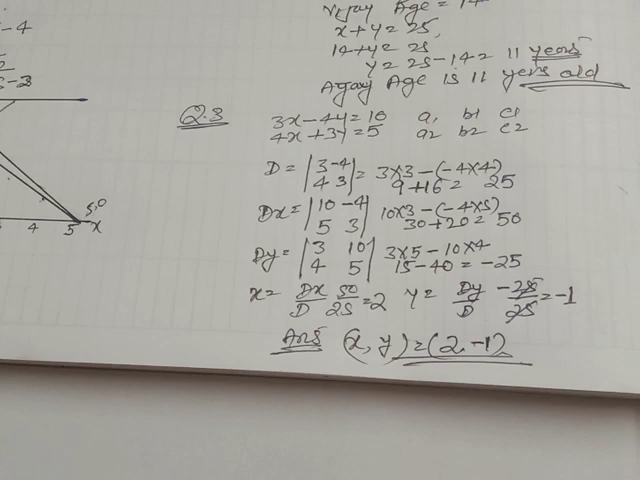 -4
2
-3
5,0
4 5 x
Vijay Age = 14
x+y=25,
14+y=25
y=25-14=11 years
Ajay Age is 11 years old
Q.3
3x-4y=10 a1 b1 c1
4x+3y=5 a2 b2 c2
D=|3 -4|=3×3-(-4×4)
|4 3| 9+16= 25
Dx=|10 -4| 10×3-(-4×5)
|5 3| 30+20= 50
Dy=|3 10| 3×5-10×4
|4 5| 15-40=-25
x= Dx/D 50/25=2 y= Dy/D -25/25=-1
Ans (x,y)=(2,-1)